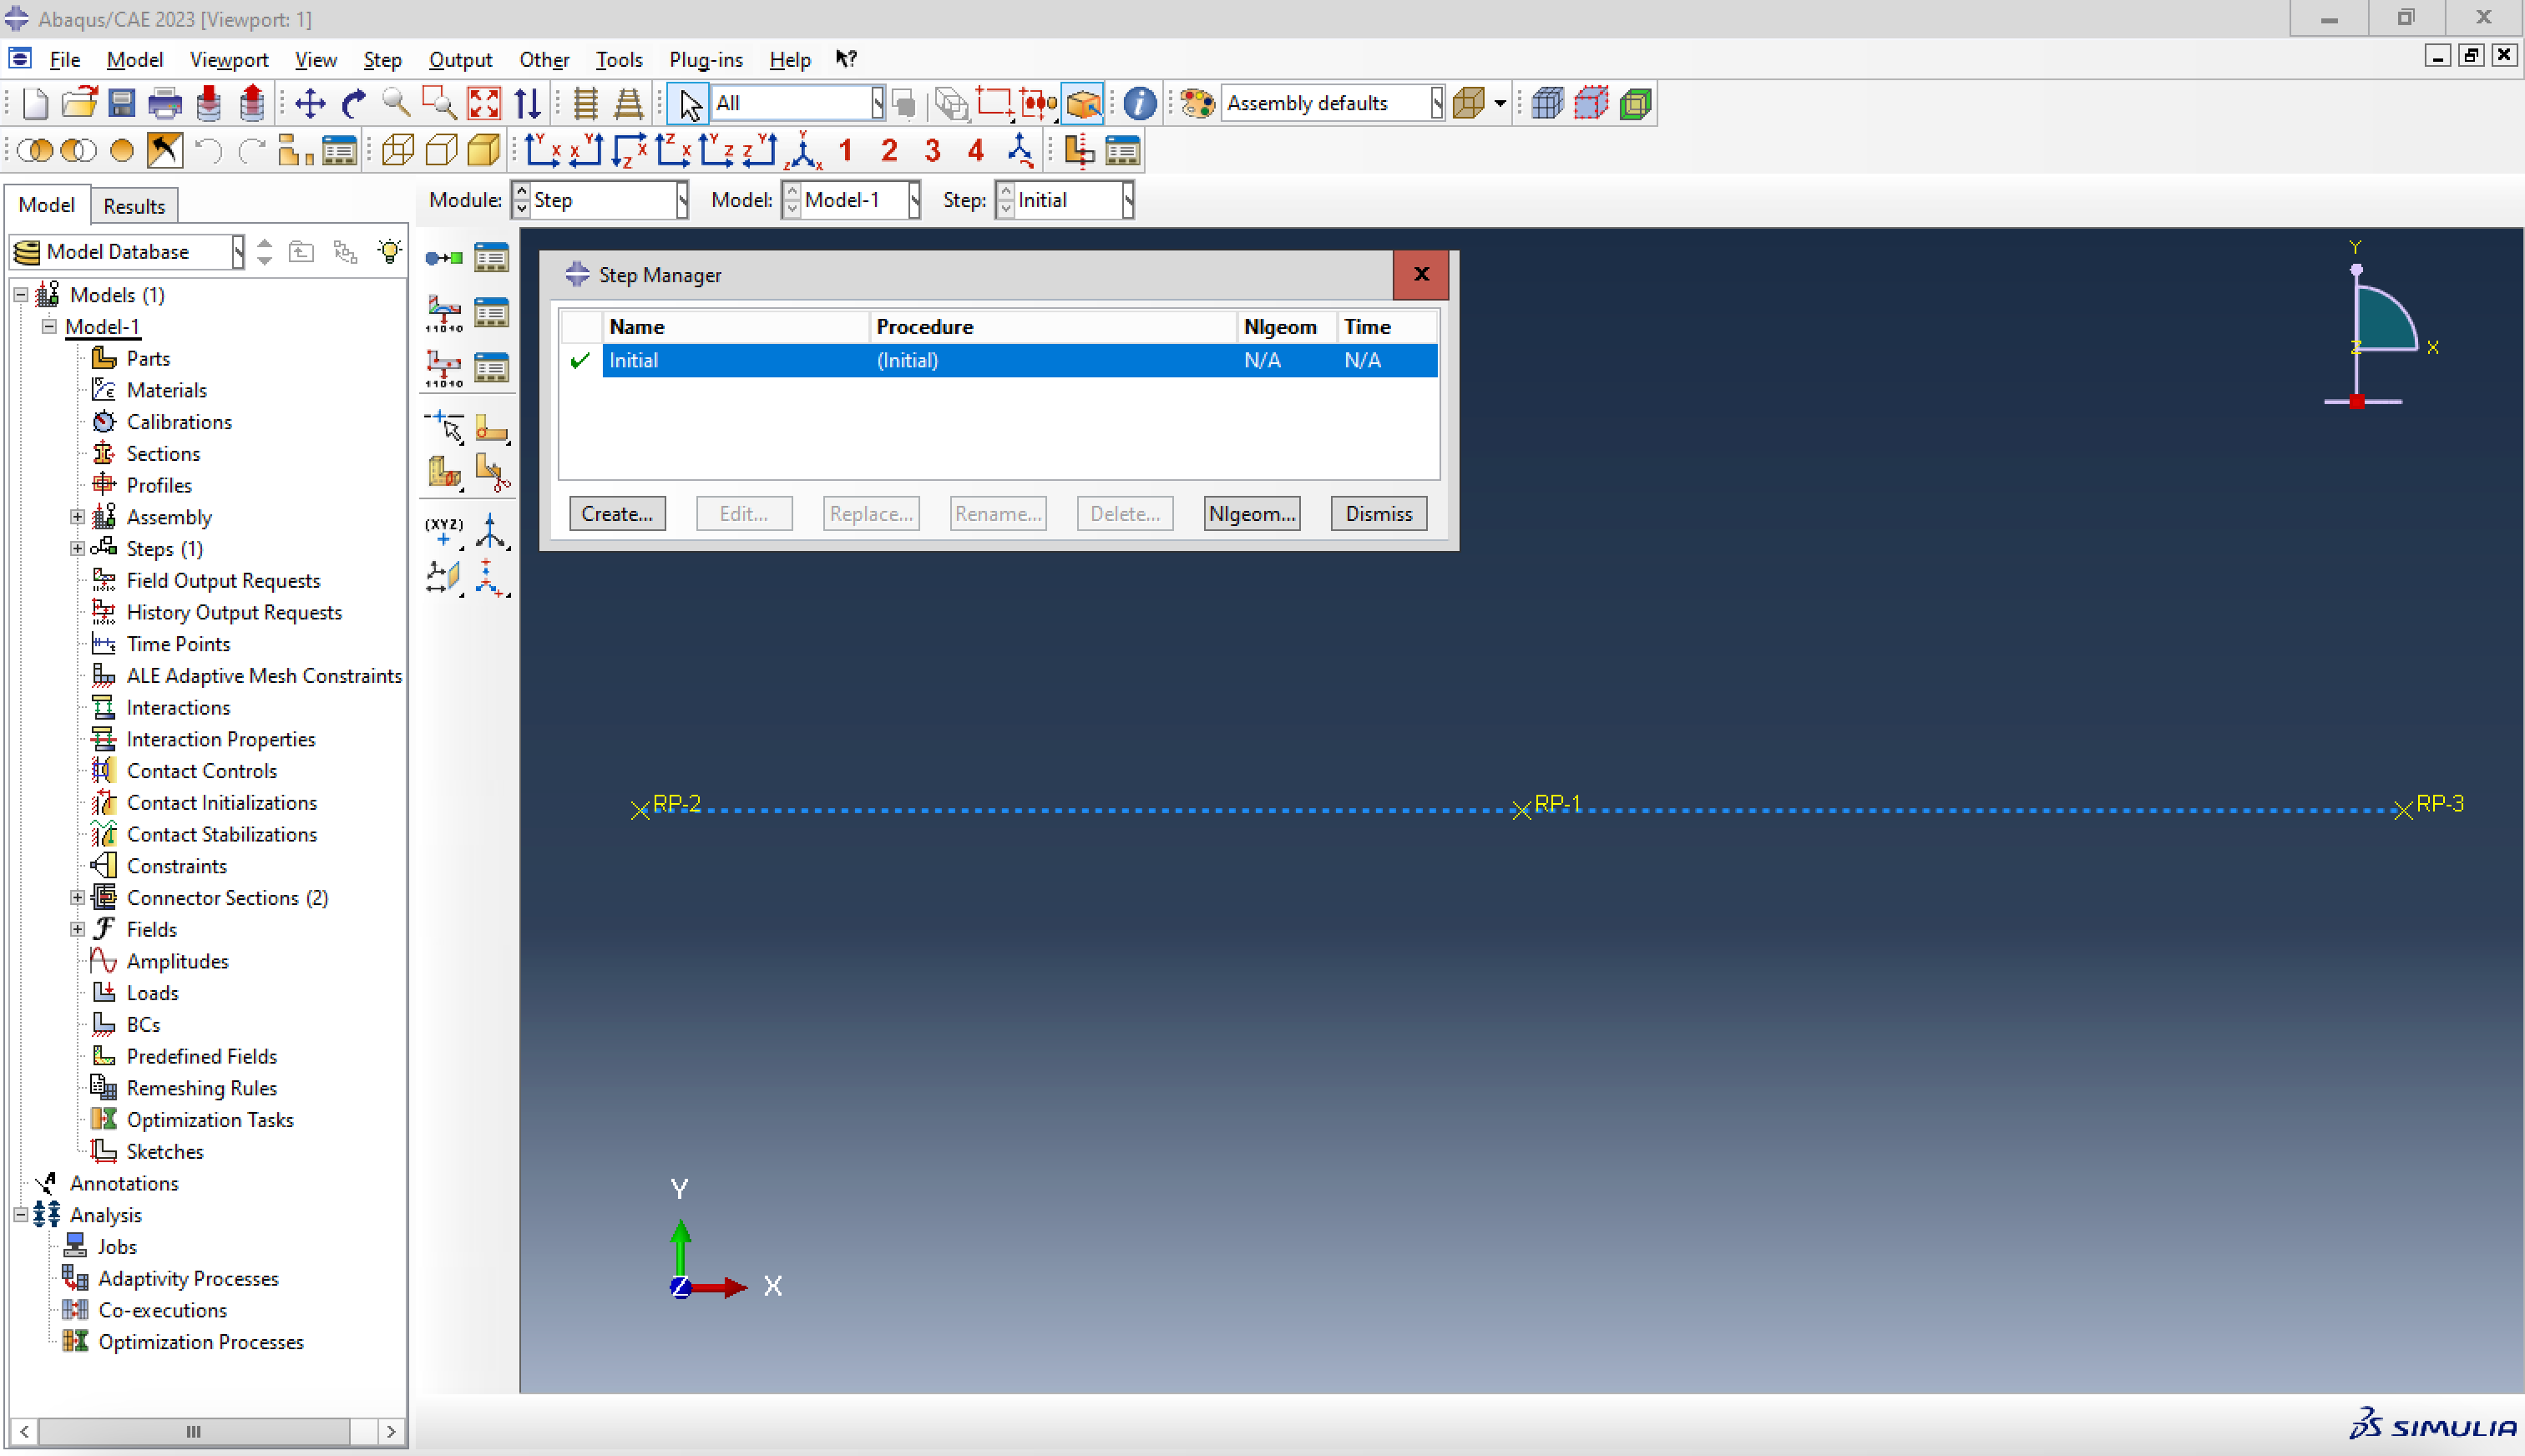 Abaqus/CAE 2023 [Viewport: 1]
File Model Viewport View Step Output Other Tools Plug-ins Help ?
All Assembly defaults
1 2 3 4
Model Results
Module: Step Model: Model-1 Step: Initial
Model Database
Models (1)
Model-1
Parts
Materials
Calibrations
Sections
Profiles
Assembly
Steps (1)
Field Output Requests
History Output Requests
Time Points
ALE Adaptive Mesh Constraints
Interactions
Interaction Properties
Contact Controls
Contact Initializations
Contact Stabilizations
Constraints
Connector Sections (2)
Fields
Amplitudes
Loads
BCs
Predefined Fields
Remeshing Rules
Optimization Tasks
Sketches
Annotations
Analysis
Jobs
Adaptivity Processes
Co-executions
Optimization Processes
11010
11010
(XYZ)
Step Manager
Name Procedure Nlgeom Time
Initial (Initial) N/A N/A
Create... Edit... Replace... Rename... Delete... Nlgeom... Dismiss
Y
Z X
RP-2 RP-1 RP-3
Y
Z X
SIMULIA